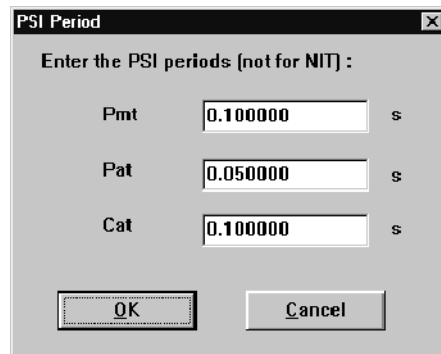 PSI Period
Enter the PSI periods (not for NIT) :
Pmt 0.100000 s
Pat 0.050000 s
Cat 0.100000 s
OK Cancel